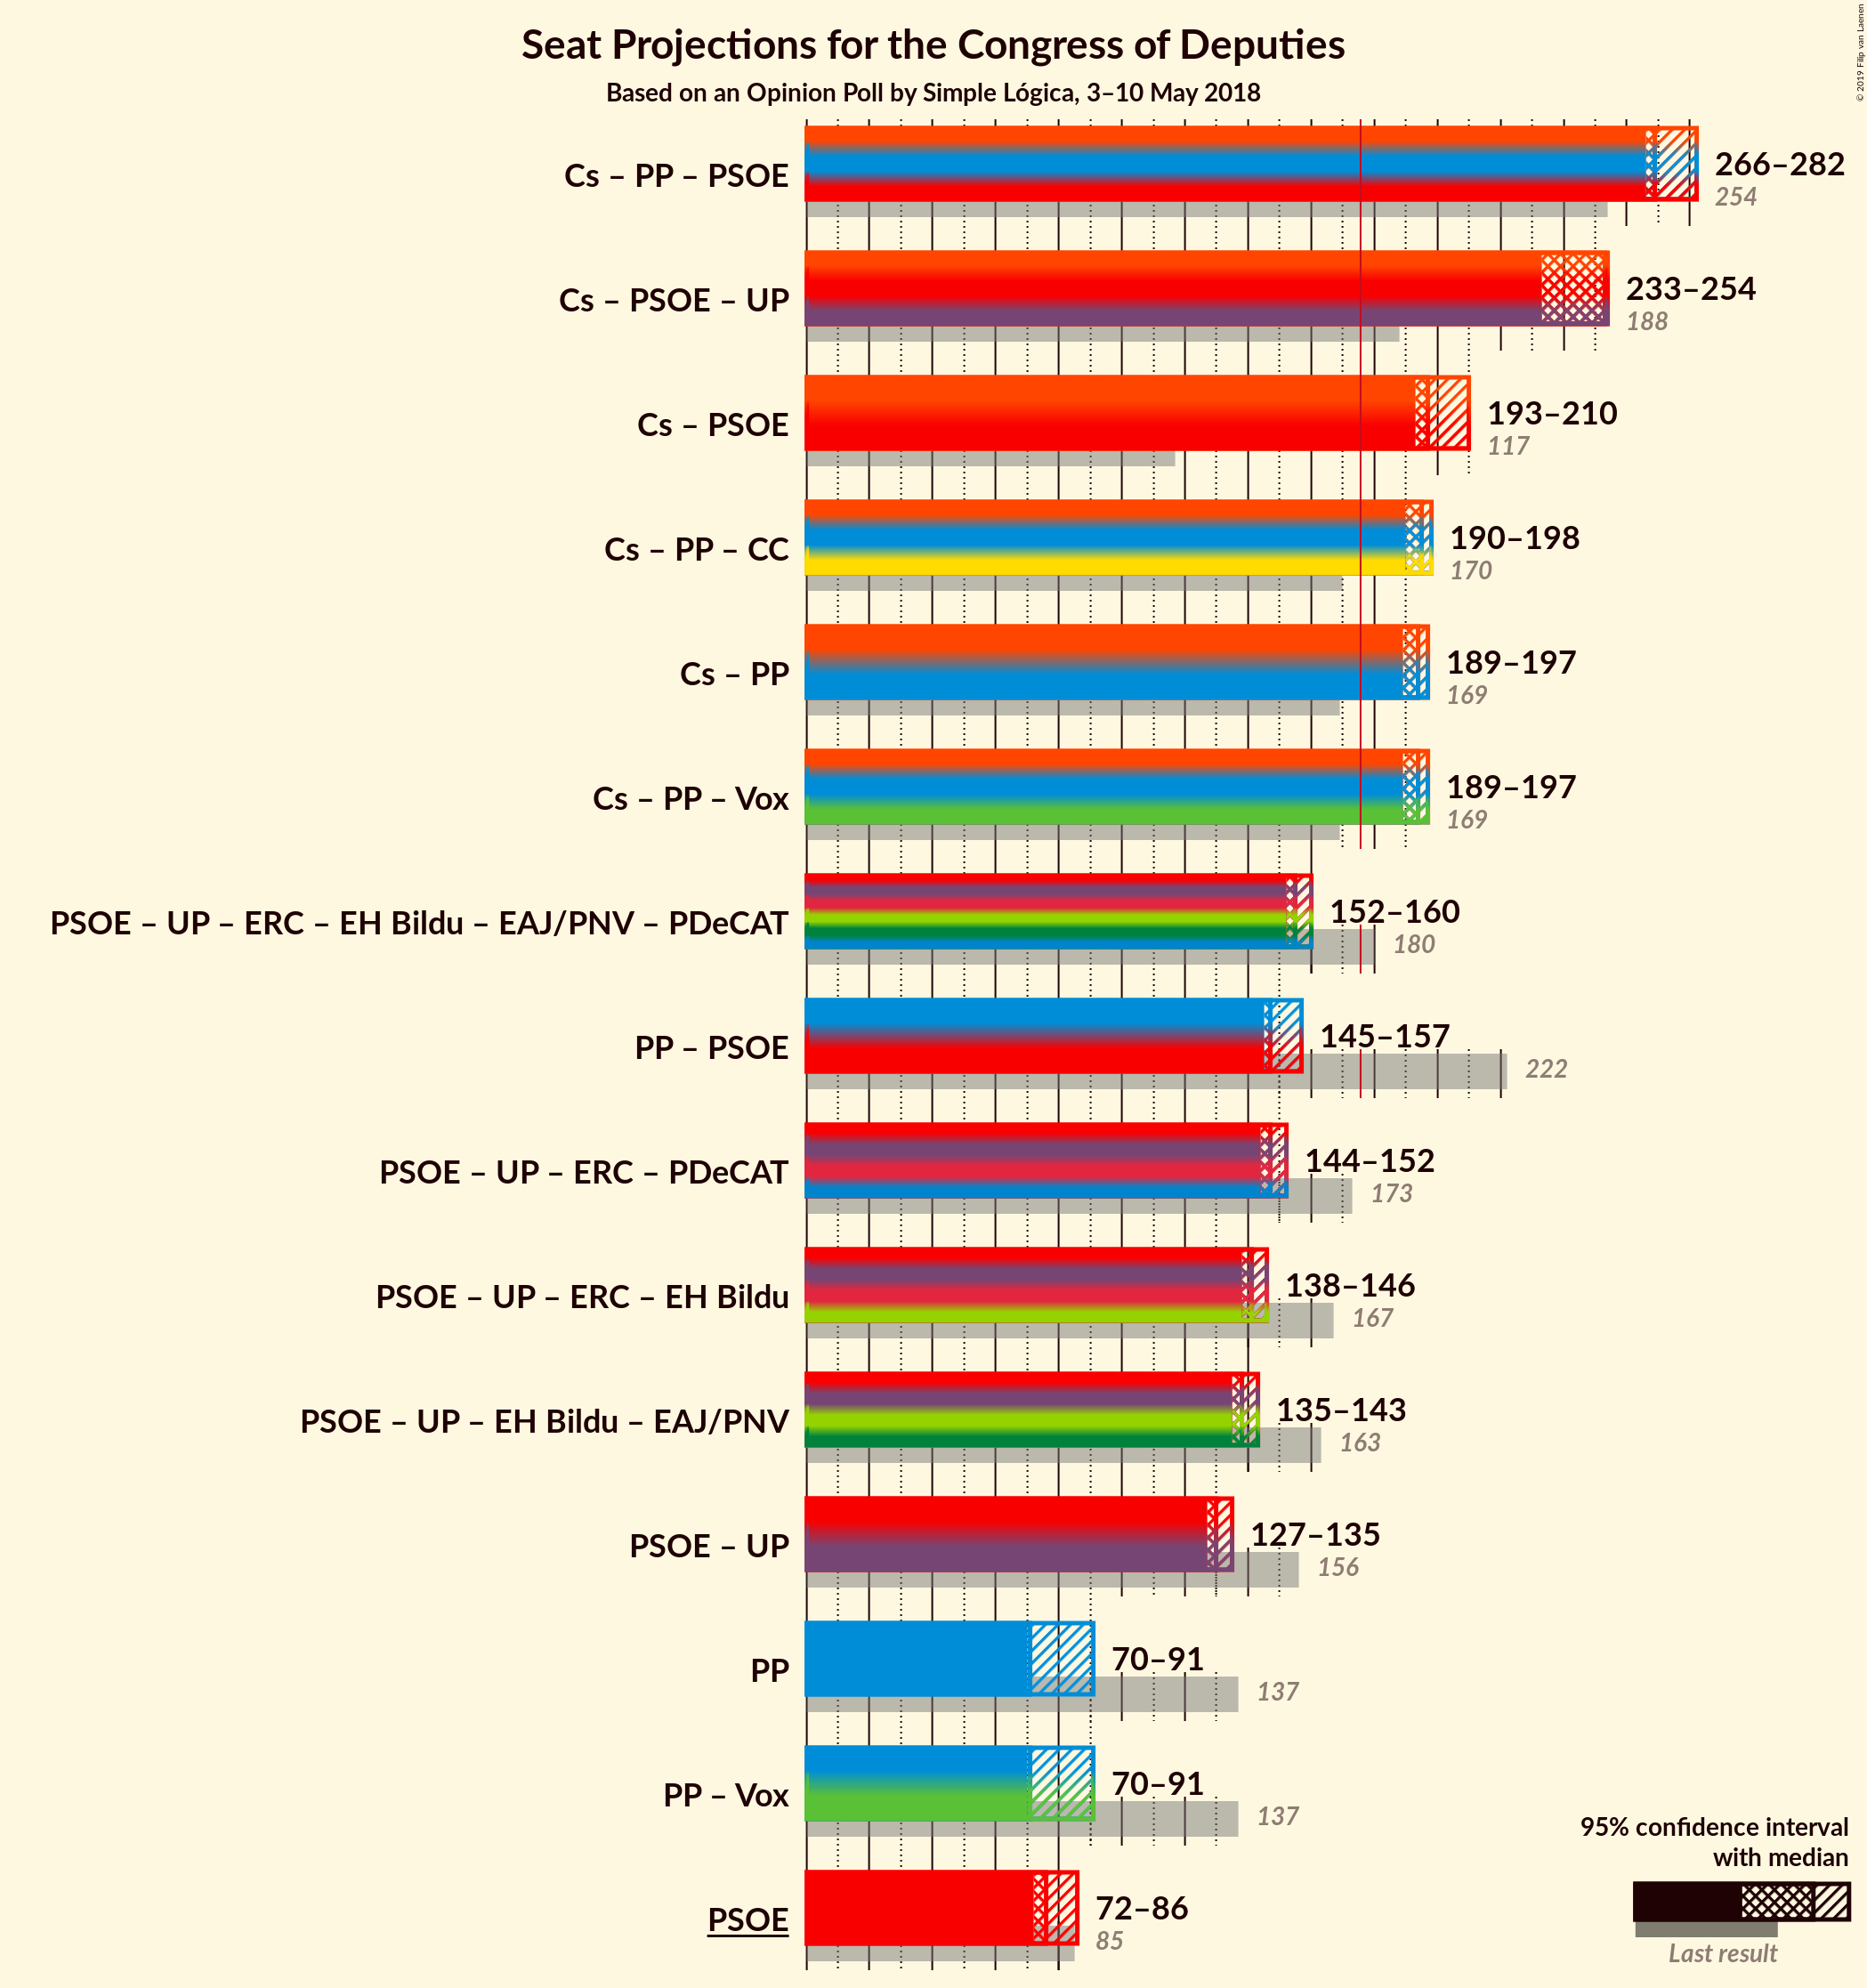 Seat Projections for the Congress of Deputies
Based on an Opinion Poll by Simple Lógica, 3–10 May 2018
© 2019 Filip van Laenen
Cs – PP – PSOE
266–282
254
Cs – PSOE – UP
233–254
188
Cs – PSOE
193–210
117
Cs – PP – CC
190–198
170
Cs – PP
189–197
169
Cs – PP – Vox
189–197
169
PSOE – UP – ERC – EH Bildu – EAJ/PNV – PDeCAT
152–160
180
PP – PSOE
145–157
222
PSOE – UP – ERC – PDeCAT
144–152
173
PSOE – UP – ERC – EH Bildu
138–146
167
PSOE – UP – EH Bildu – EAJ/PNV
135–143
163
PSOE – UP
127–135
156
PP
70–91
137
PP – Vox
70–91
137
PSOE
72–86
85
95% confidence interval
with median
Last result